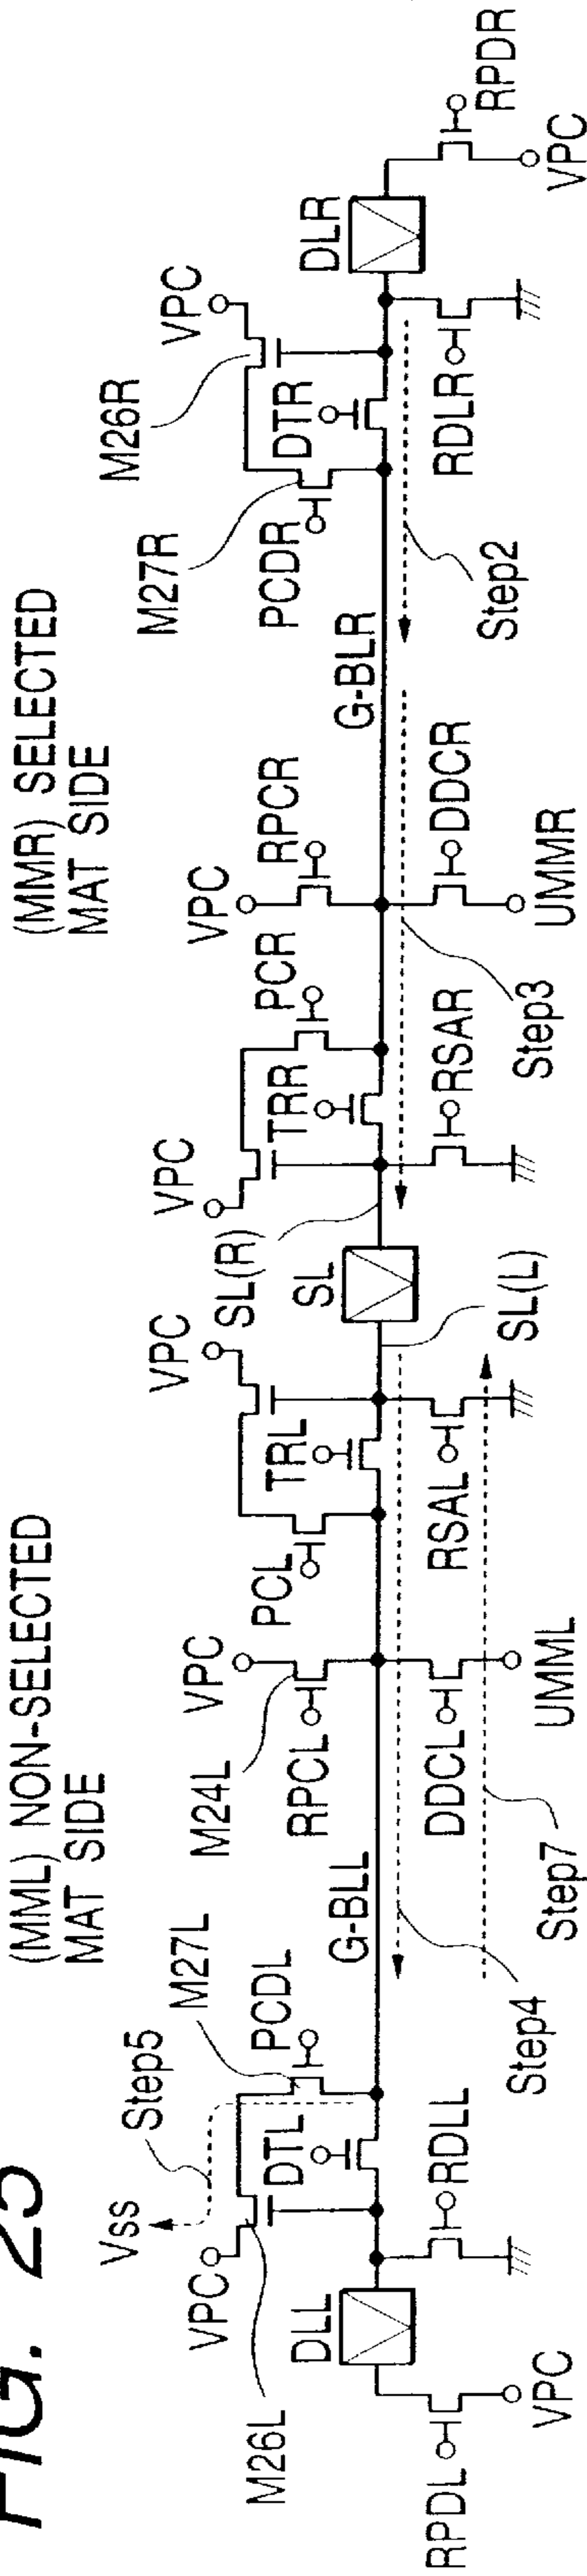 FIG. 25
(MML) NON-SELECTED
MAT SIDE
(MMR) SELECTED
MAT SIDE
Vss
Step5
VPC
M26L
M27L
PCDL
DTL
DLL
RDLL
RPDL
VPC
G-BLL
Step4
Step7
M24L
VPC
RPCL
DDCL
UMML
PCL
TRL
VPC
RSAL
SL(L)
SL
SL(R)
VPC
TRR
PCR
RSAR
Step3
VPC
RPCR
DDCR
UMMR
G-BLR
Step2
M27R
M26R
PCDR
DTR
VPC
RDLR
DLR
RPDR
VPC